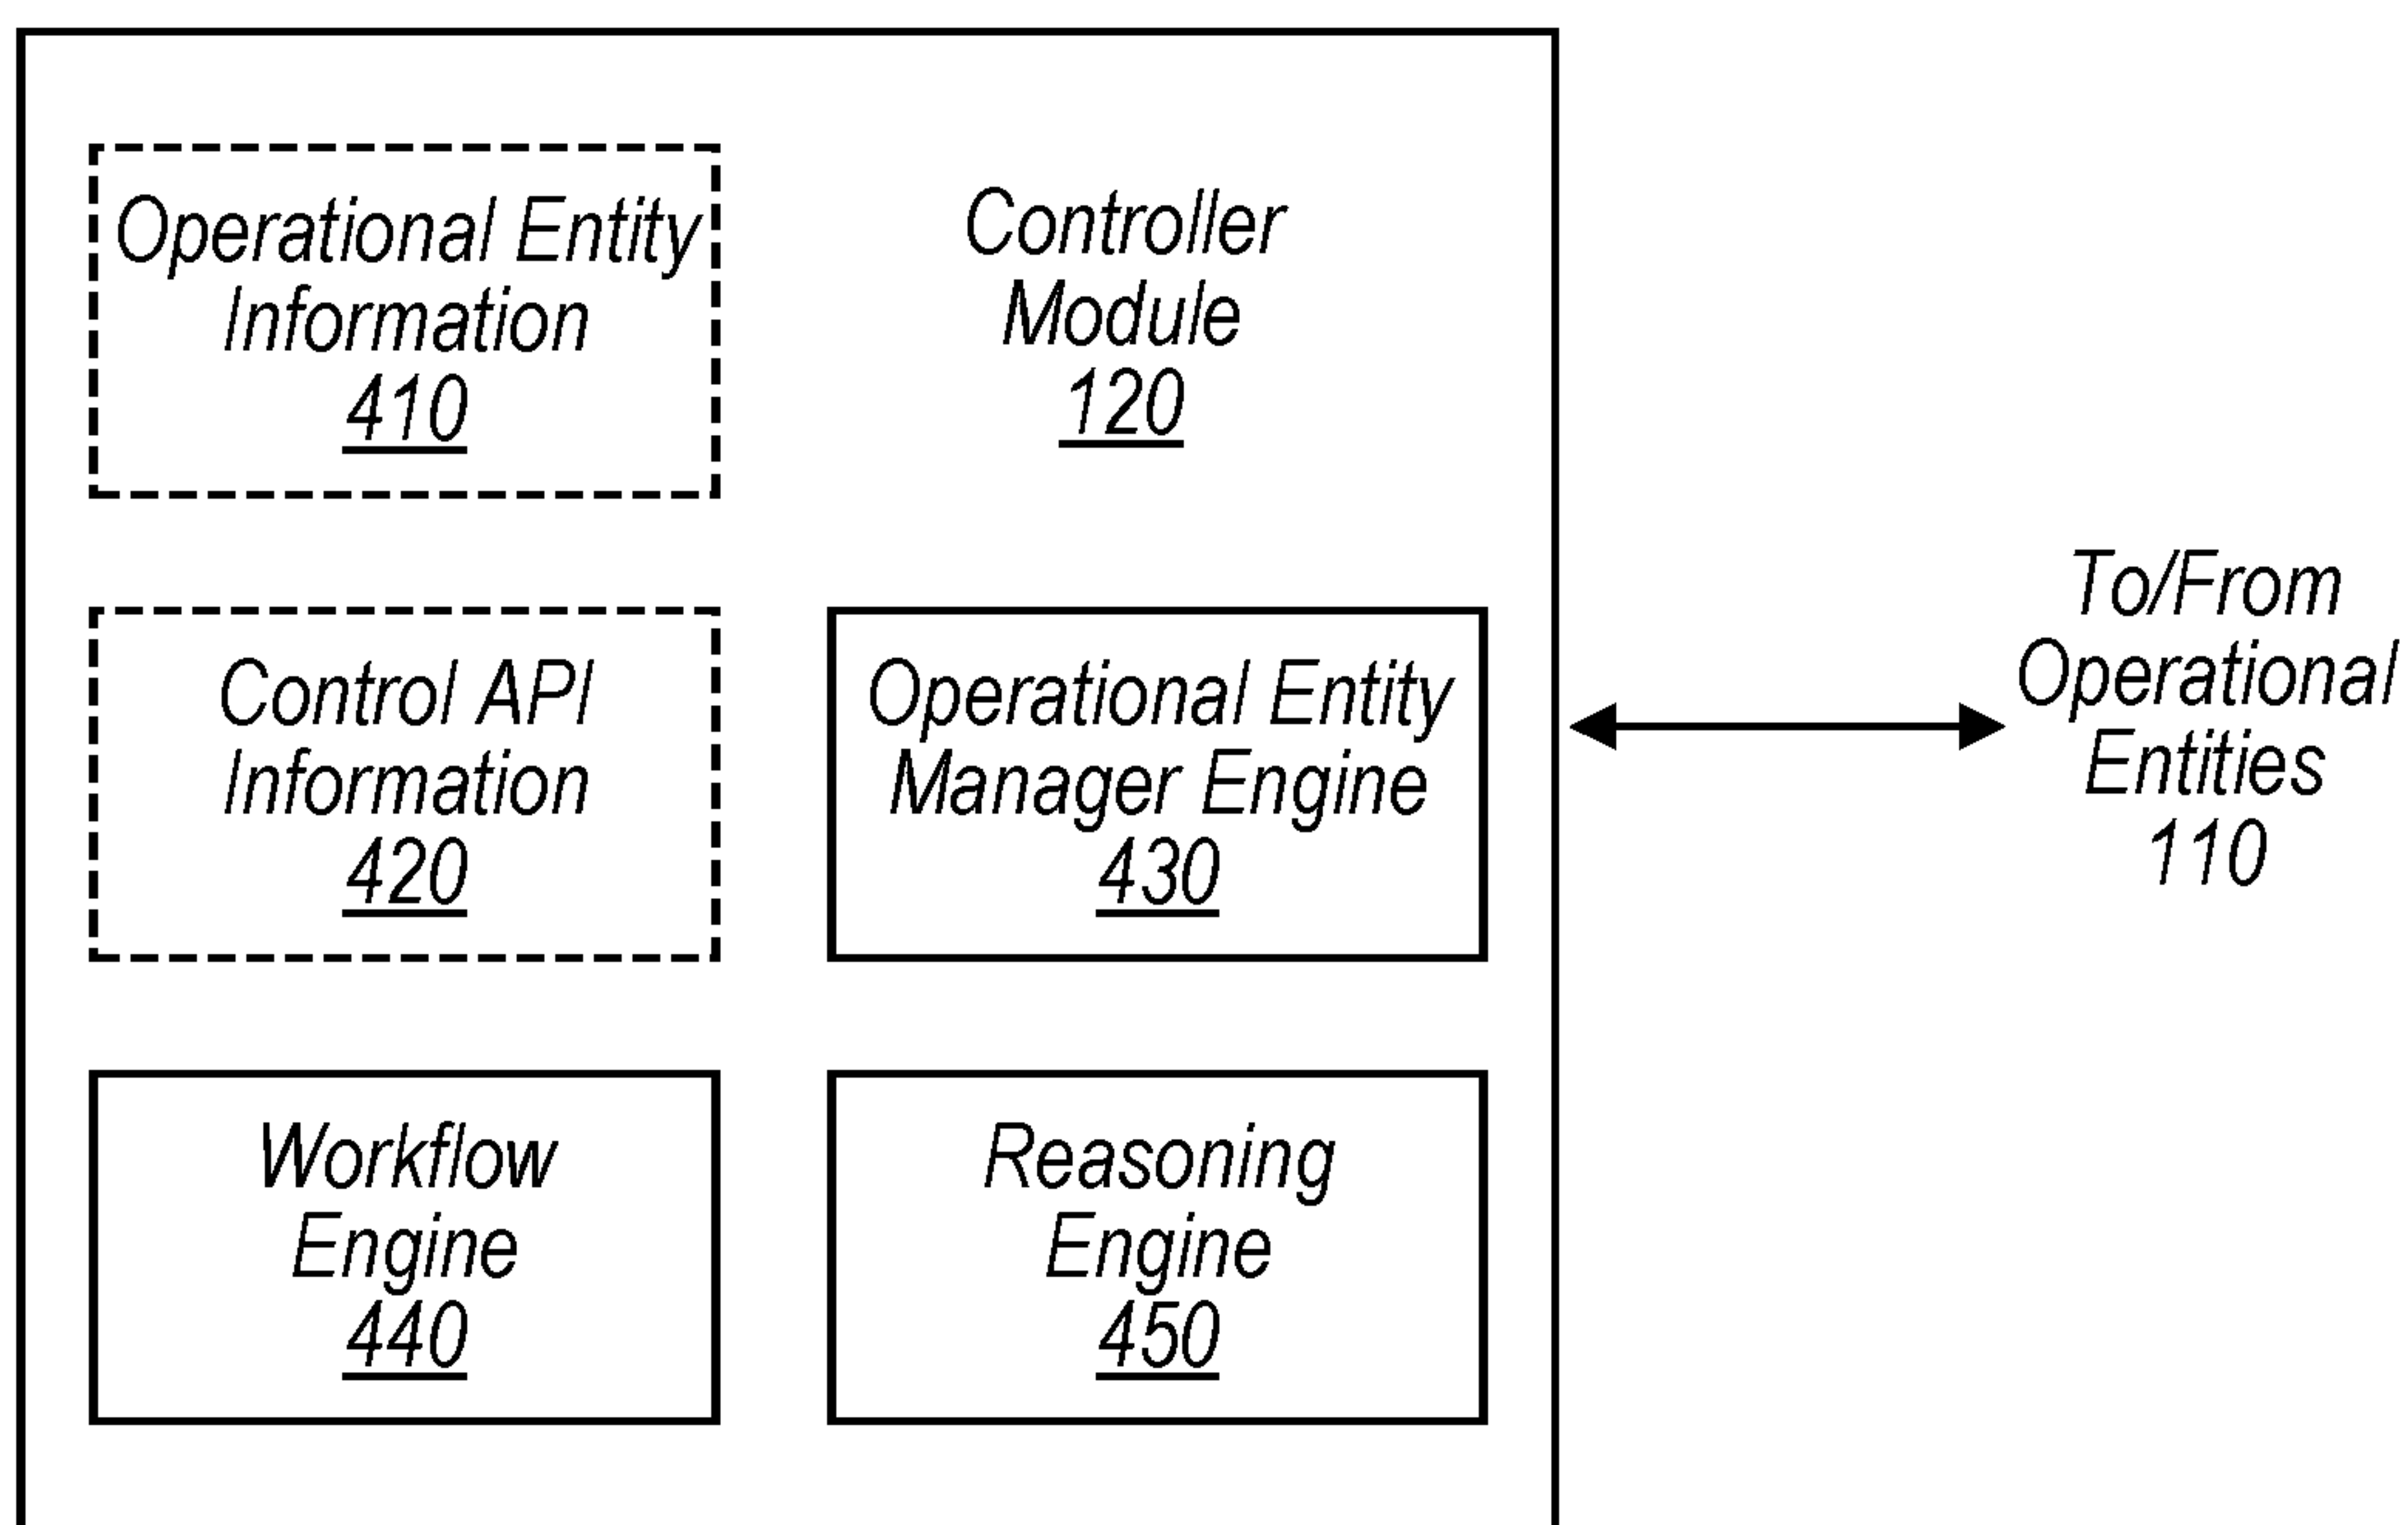 Operational Entity
Information
410
Controller
Module
120
Control API
Information
420
Operational Entity
Manager Engine
430
To/From
Operational
Entities
110
Workflow
Engine
440
Reasoning
Engine
450